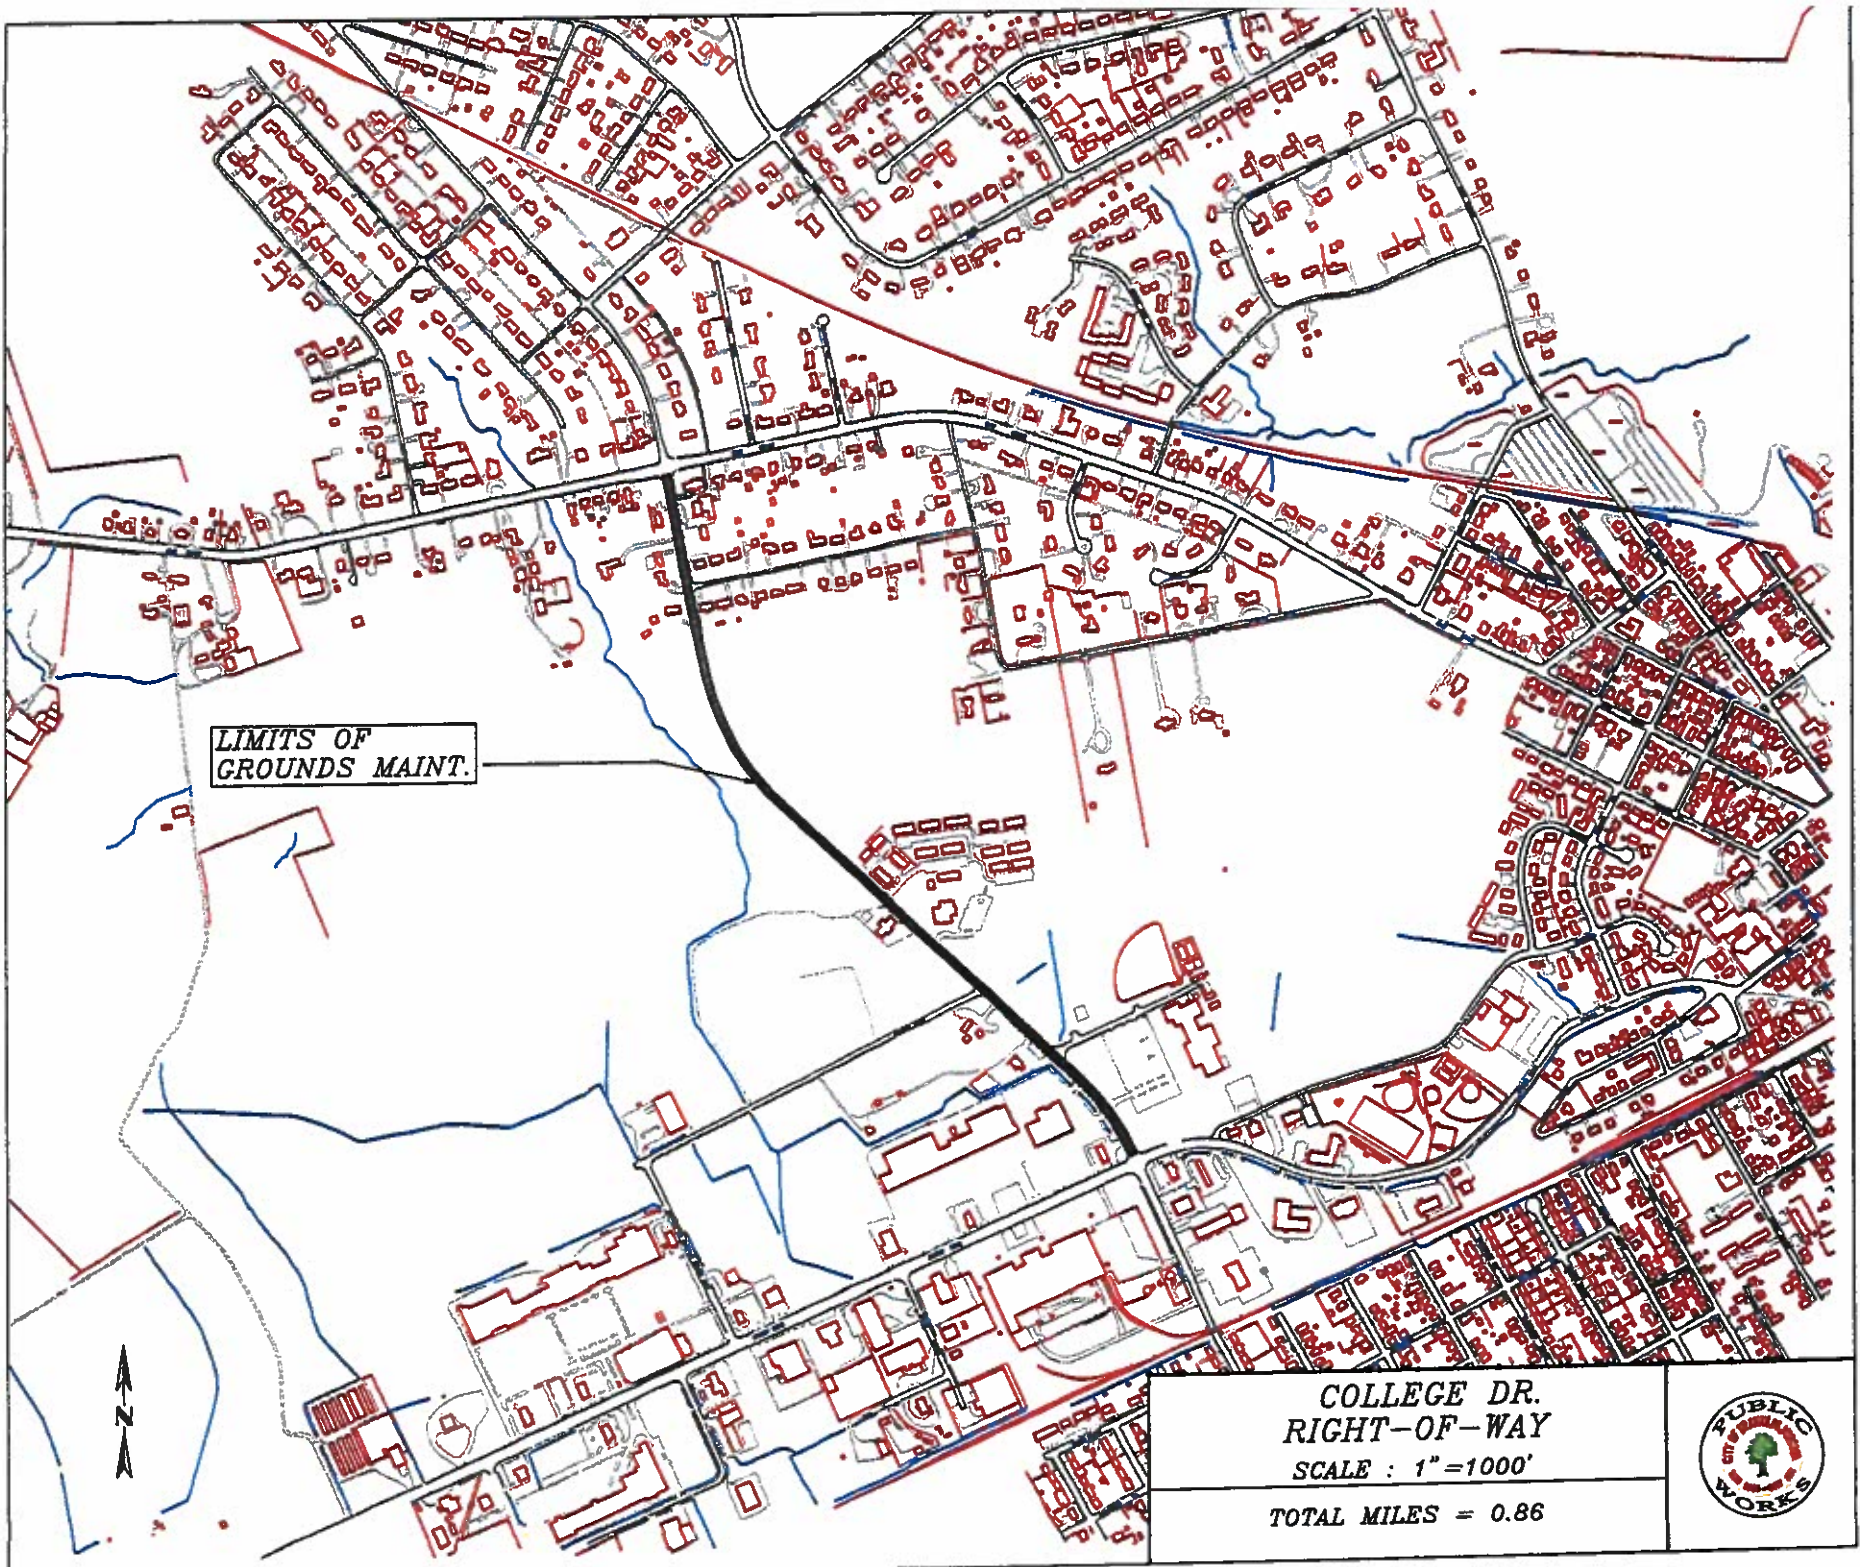 LIMITS OF
GROUNDS MAINT.
N
COLLEGE DR.
RIGHT-OF-WAY
SCALE : 1"=1000'
TOTAL MILES = 0.86
PUBLIC
WORKS